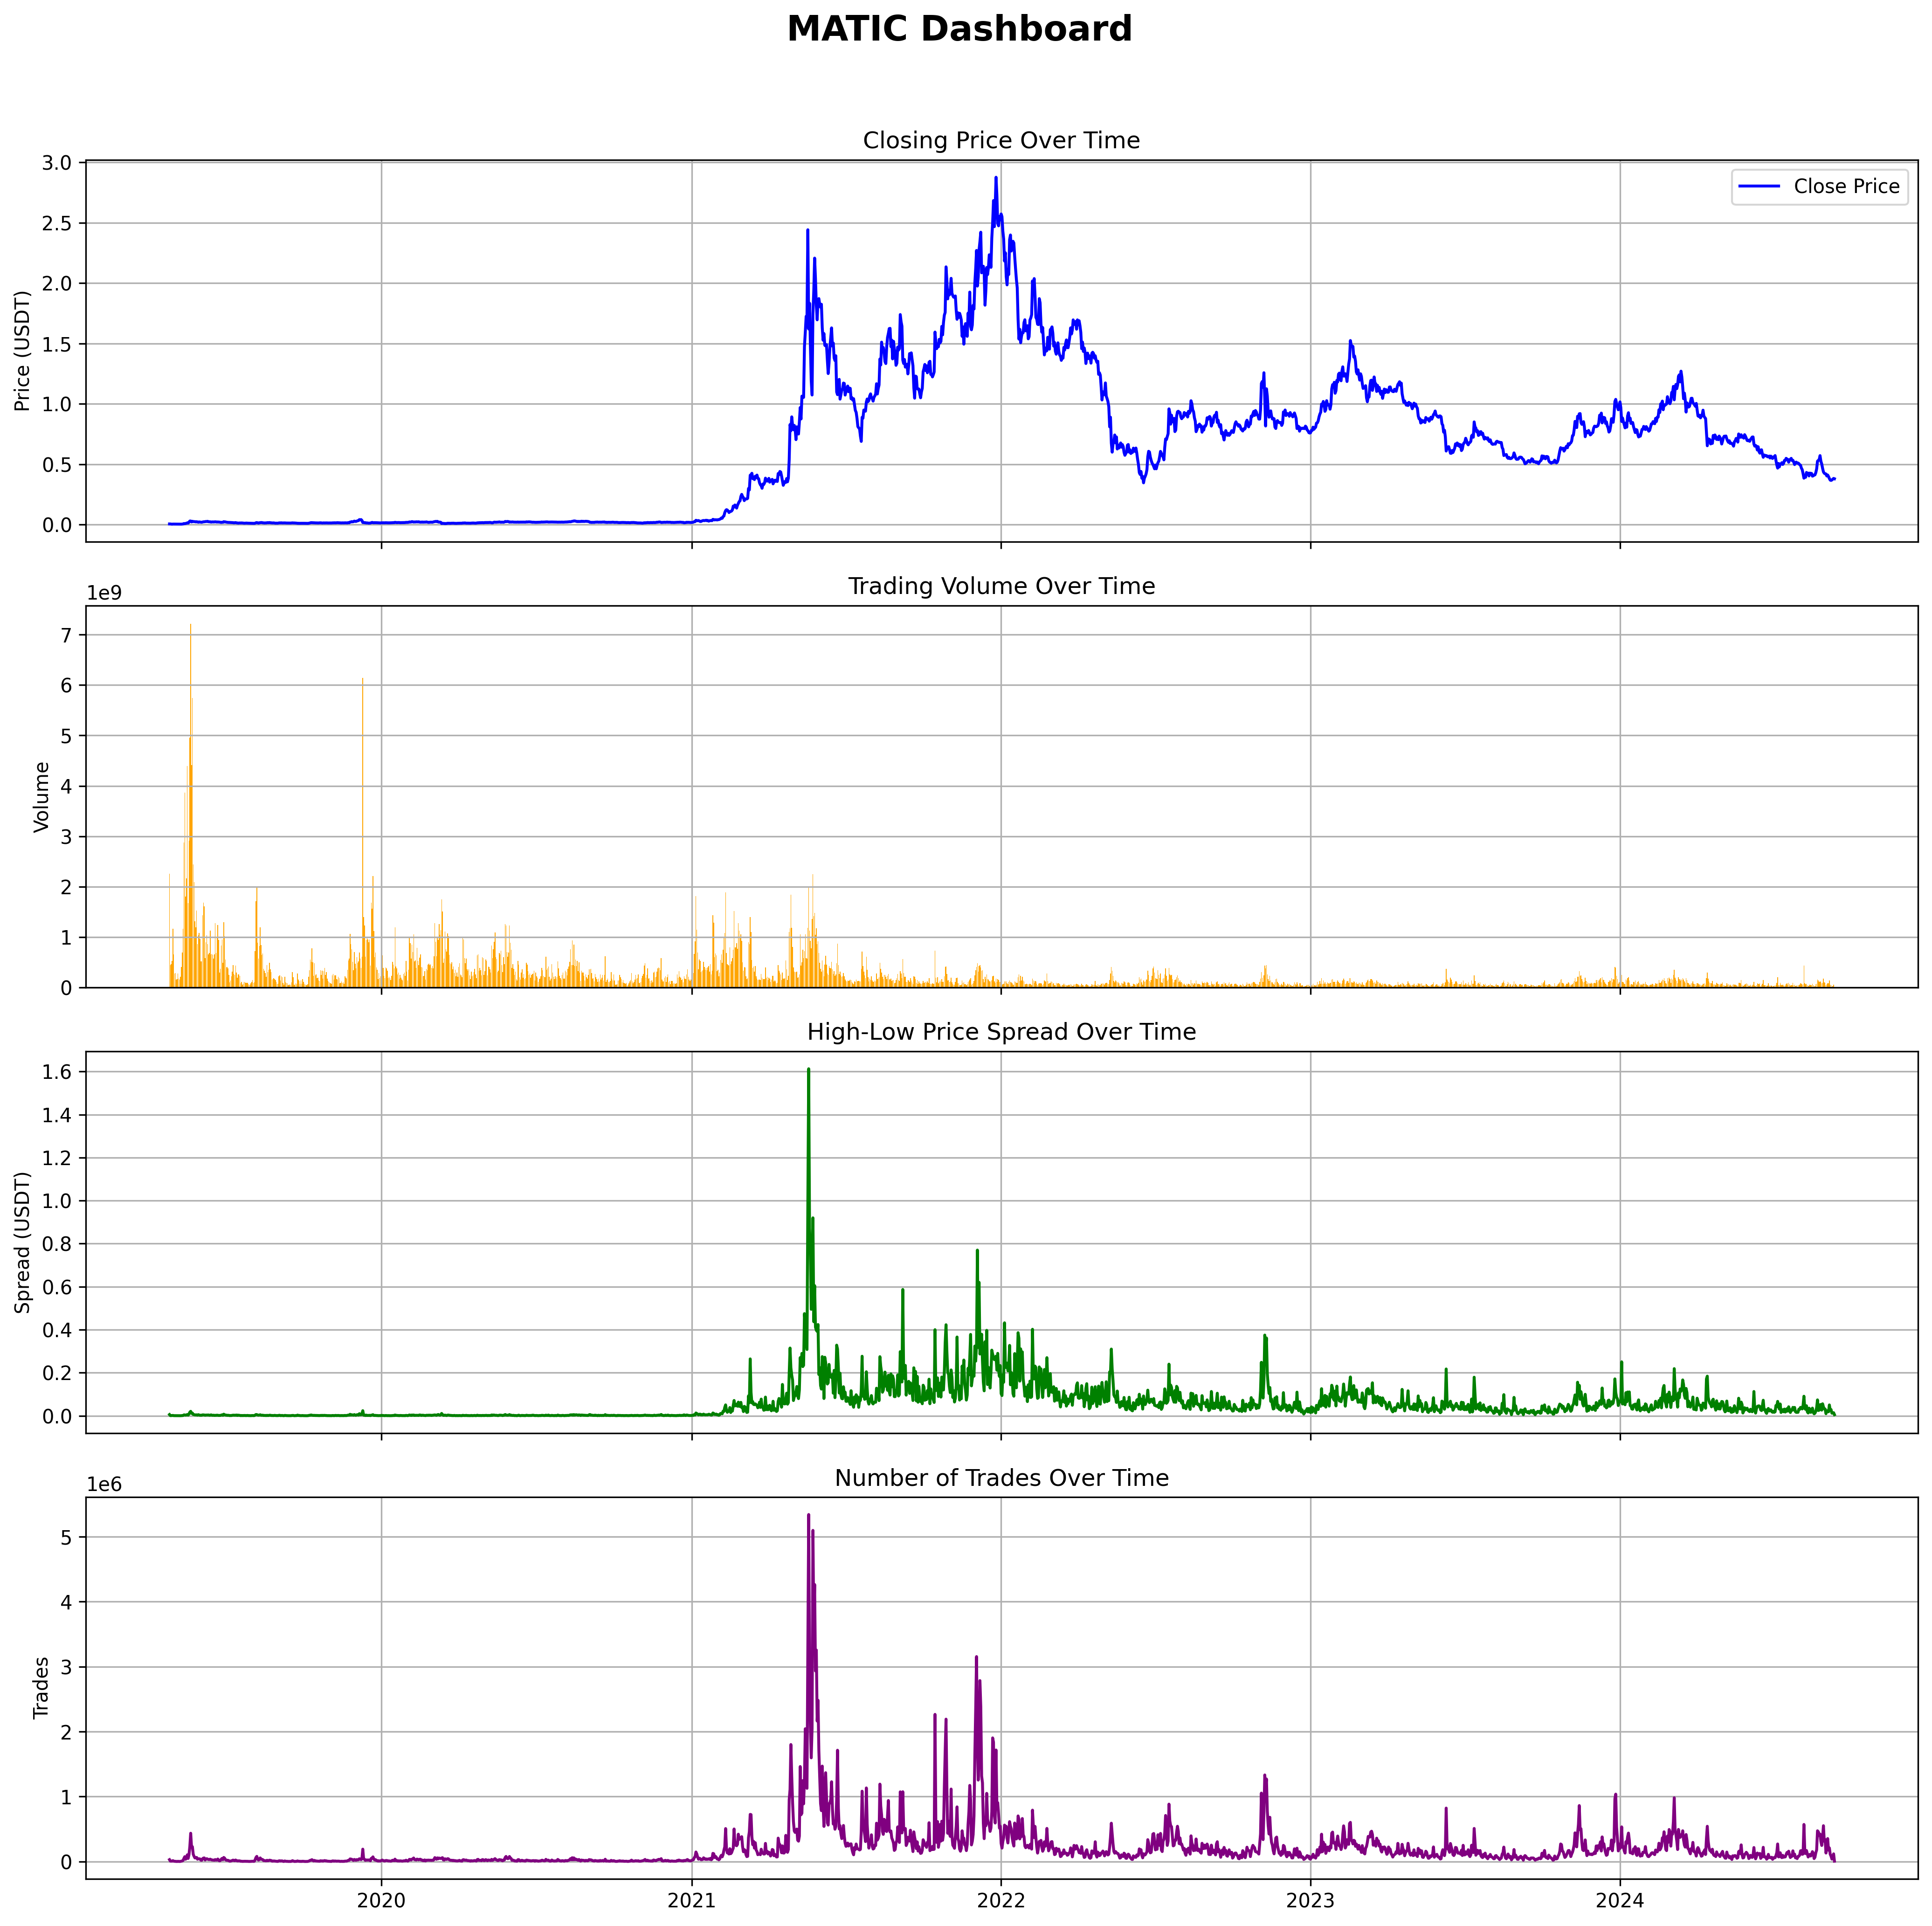 MATIC Dashboard
Closing Price Over Time
3.0
2.5
2.0
1.5
1.0
0.5
0.0
Price (USDT)
Close Price
Trading Volume Over Time
1e9
7
6
5
4
3
2
1
0
Volume
High-Low Price Spread Over Time
1.6
1.4
1.2
1.0
0.8
0.6
0.4
0.2
0.0
Spread (USDT)
Number of Trades Over Time
1e6
5
4
3
2
1
0
Trades
2020
2021
2022
2023
2024